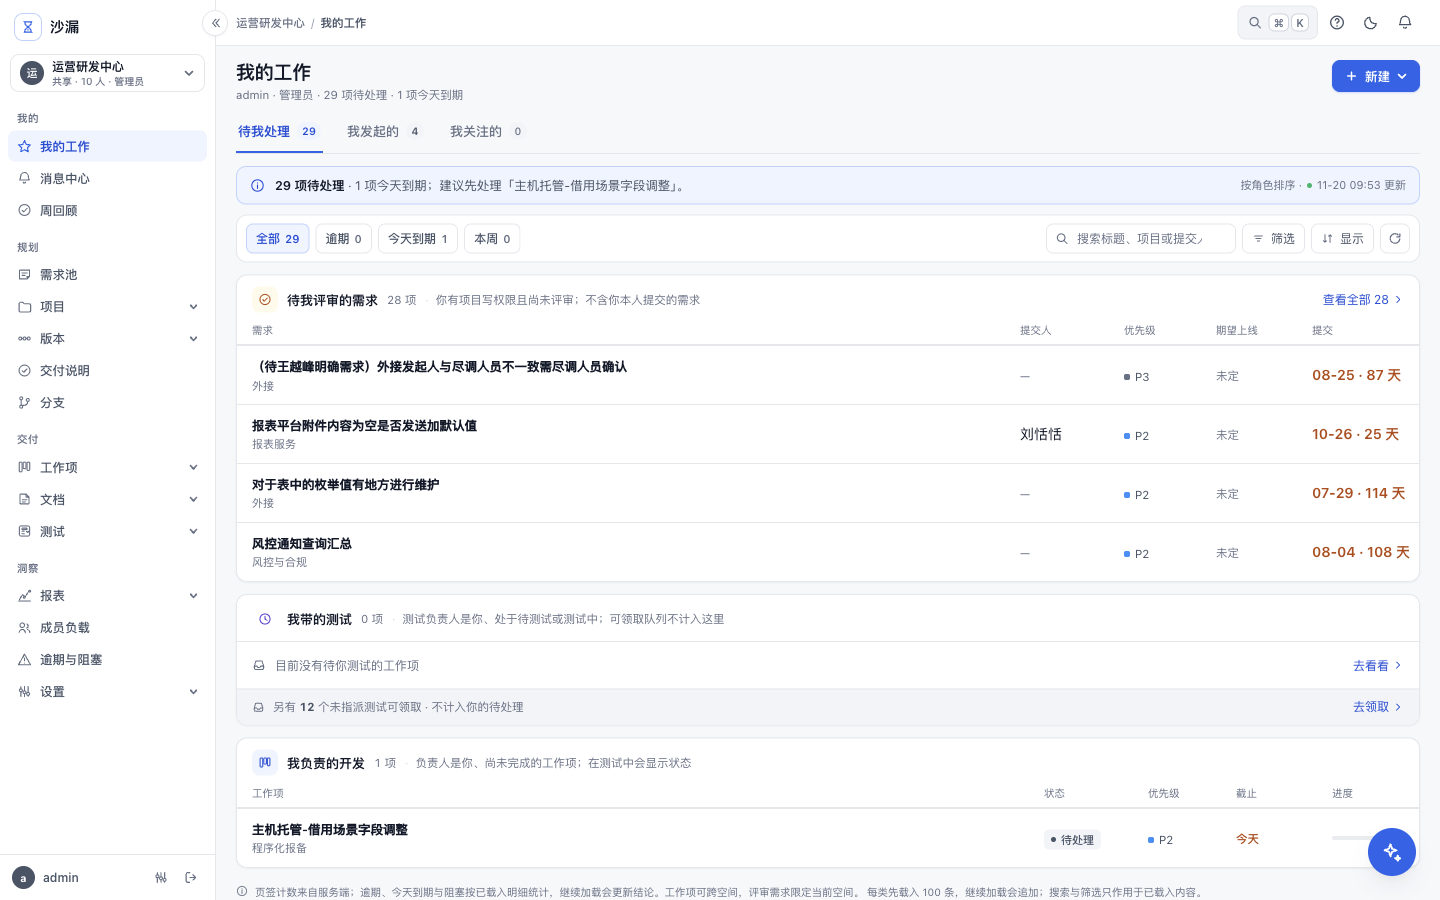 沙漏
运营研发中心 / 我的工作
⌘ K
运
运营研发中心
共享 · 10 人 · 管理员
我的
我的工作
消息中心
周回顾
规划
需求池
项目
版本
交付说明
分支
交付
工作项
文档
测试
洞察
报表
成员负载
逾期与阻塞
设置
a admin
我的工作
admin · 管理员 · 29 项待处理 · 1 项今天到期
新建
待我处理 29 我发起的 4 我关注的 0
29 项待处理 · 1 项今天到期；建议先处理「主机托管-借用场景字段调整」。
按角色排序 · 11-20 09:53 更新
全部 29 逾期 0 今天到期 1 本周 0
搜索标题、项目或提交人
筛选 显示
待我评审的需求 28 项 · 你有项目写权限且尚未评审；不含你本人提交的需求
查看全部 28
需求 提交人 优先级 期望上线 提交
（待王越峰明确需求）外接发起人与尽调人员不一致需尽调人员确认
外接
— P3 未定 08-25 · 87 天
报表平台附件内容为空是否发送加默认值
报表服务
刘恬恬 P2 未定 10-26 · 25 天
对于表中的枚举值有地方进行维护
外接
— P2 未定 07-29 · 114 天
风控通知查询汇总
风控与合规
— P2 未定 08-04 · 108 天
我带的测试 0 项 · 测试负责人是你、处于待测试或测试中；可领取队列不计入这里
目前没有待你测试的工作项 去看看
另有 12 个未指派测试可领取 · 不计入你的待处理 去领取
我负责的开发 1 项 · 负责人是你、尚未完成的工作项；在测试中会显示状态
工作项 状态 优先级 截止 进度
主机托管-借用场景字段调整
程序化报备
待处理 P2 今天
页签计数来自服务端；逾期、今天到期与阻塞按已载入明细统计，继续加载会更新结论。工作项可跨空间，评审需求限定当前空间。 每类先载入 100 条，继续加载会追加；搜索与筛选只作用于已载入内容。